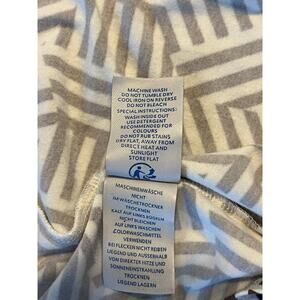 MACHINE WASH
DO NOT TUMBLE DRY
COOL IRON ON REVERSE
DO NOT BLEACH
SPECIAL INSTRUCTIONS:
WASH INSIDE OUT
USE DETERGENT
RECOMMENDED FOR
COLOURS
DO NOT RUB STAINS
DRY FLAT, AWAY FROM
DIRECT HEAT AND
SUNLIGHT
STORE FLAT
MASCHINENWÄSCHE
NICHT
IM WÄSCHETROCKNER
TROCKNEN
KALT AUF LINKS BÜGELN
NICHT BLEICHEN
AUF LINKS WASCHEN
COLORWASCHMITTEL
VERWENDEN
BEI FLECKEN NICHT REIBEN
LIEGEND UND AUSSERHALB
VON DIREKTER HITZE UND
SONNENEINSTRAHLUNG
TROCKNEN
LIEGEND LAGERN